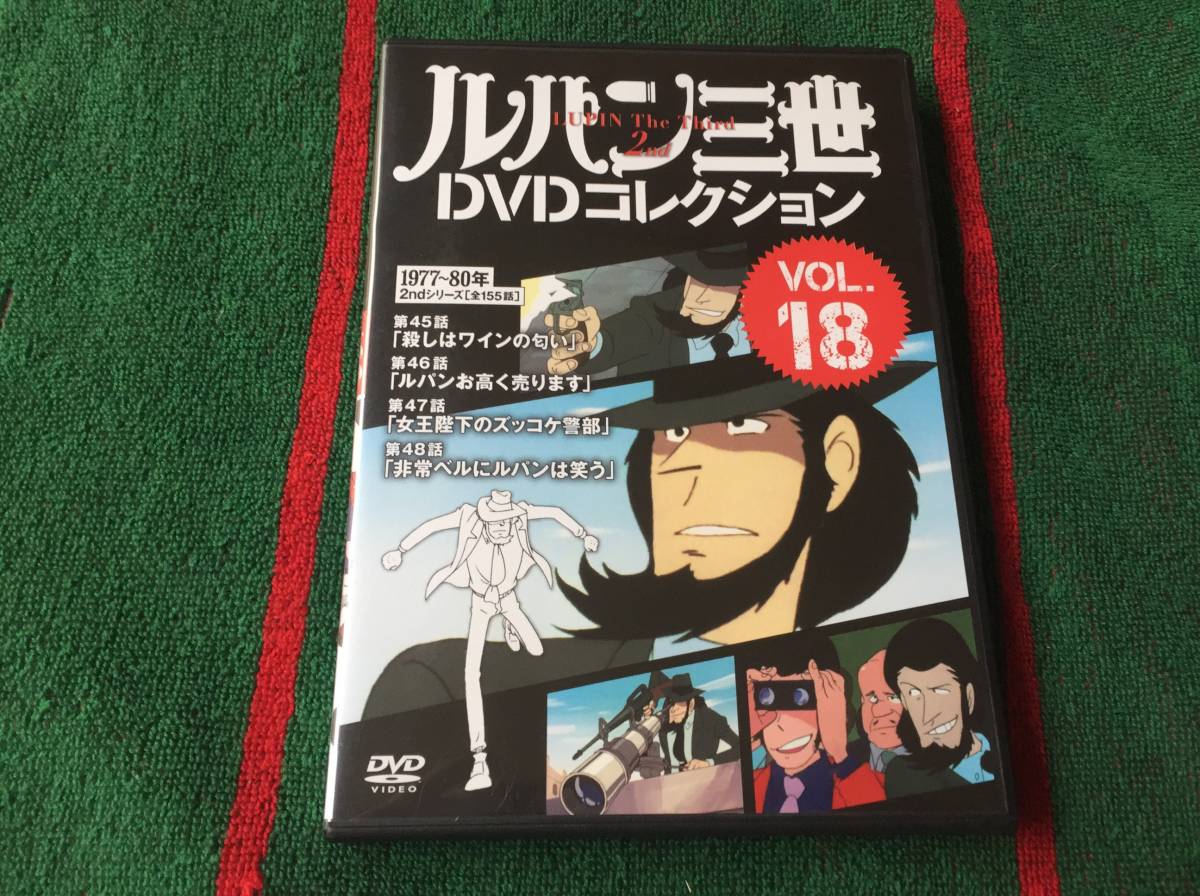 ルパン三世
LUPIN The Third
2nd
DVDコレクション
VOL.
18
1977~80年
2ndシリーズ[全155話]
第45話
「殺しはワインの匂い」
第46話
「ルパンお高く売ります」
第47話
「女王陛下のズッコケ警部」
第48話
「非常ベルにルパンは笑う」
DVD
VIDEO